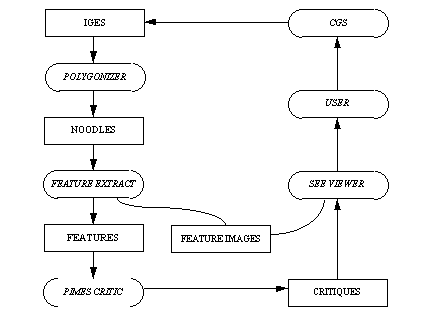 IGES
CGS
POLYGONIZER
USER
NOODLES
FEATURE EXTRACT
SEE VIEWER
FEATURES
FEATURE IMAGES
PIMES CRITIC
CRITIQUES